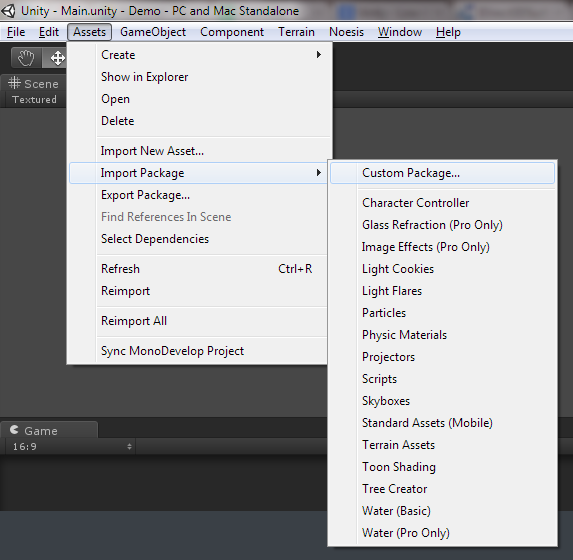 Unity - Main.unity - Demo - PC and Mac Standalone
File Edit Assets GameObject Component Terrain Noesis Window Help
Scene
Textured
Create
Show in Explorer
Open
Delete
Import New Asset...
Import Package
Export Package...
Find References In Scene
Select Dependencies
Refresh Ctrl+R
Reimport
Reimport All
Sync MonoDevelop Project
Custom Package...
Character Controller
Glass Refraction (Pro Only)
Image Effects (Pro Only)
Light Cookies
Light Flares
Particles
Physic Materials
Projectors
Scripts
Skyboxes
Standard Assets (Mobile)
Terrain Assets
Toon Shading
Tree Creator
Water (Basic)
Water (Pro Only)
Game
16:9